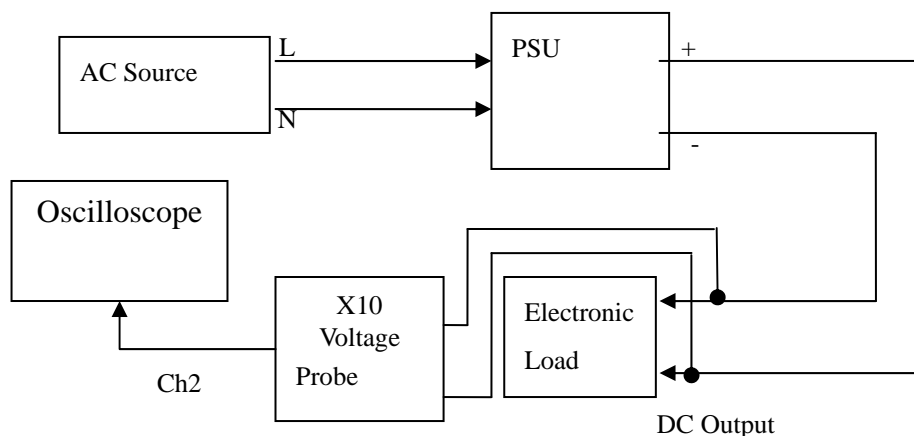 L
PSU
+
AC Source
N
-
Oscilloscope
X10
Voltage
Probe
Electronic
Load
Ch2
DC Output